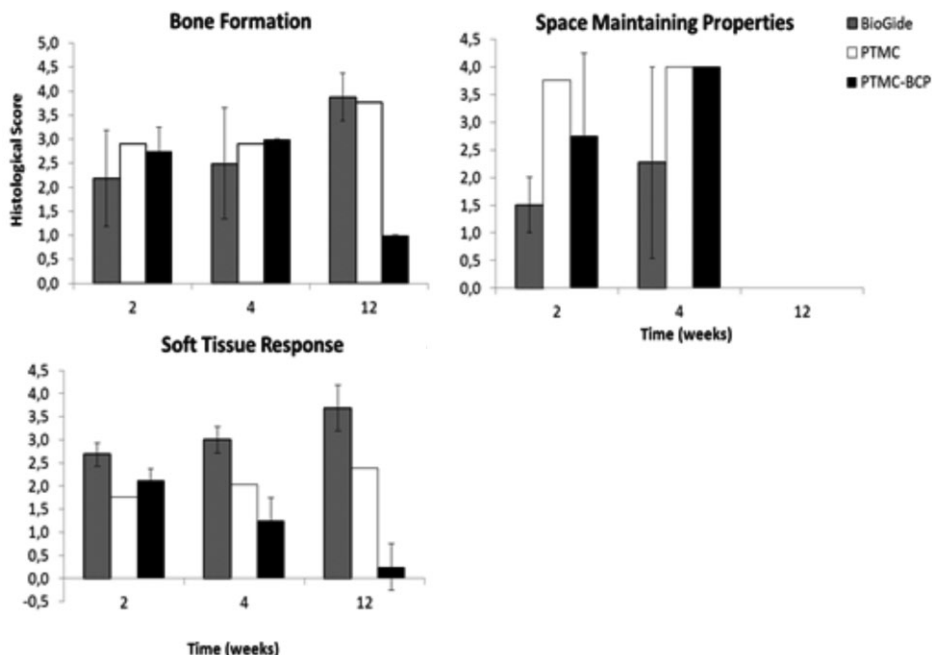 Bone Formation
Histological Score
5,0
4,5
4,0
3,5
3,0
2,5
2,0
1,5
1,0
0,5
0,0
2 4 12
Space Maintaining Properties
4,5
4,0
3,5
3,0
2,5
2,0
1,5
1,0
0,5
0,0
2 4 12
Time (weeks)
BioGide
PTMC
PTMC-BCP
Soft Tissue Response
4,5
4,0
3,5
3,0
2,5
2,0
1,5
1,0
0,5
0,0
-0,5
2 4 12
Time (weeks)